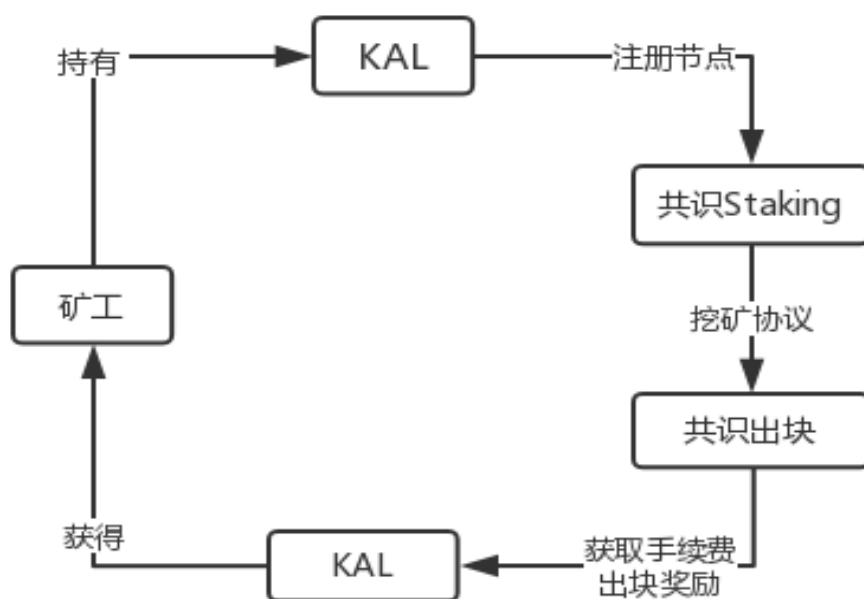 持有
KAL
注册节点
共识Staking
矿工
挖矿协议
共识出块
获得
KAL
获取手续费
出块奖励